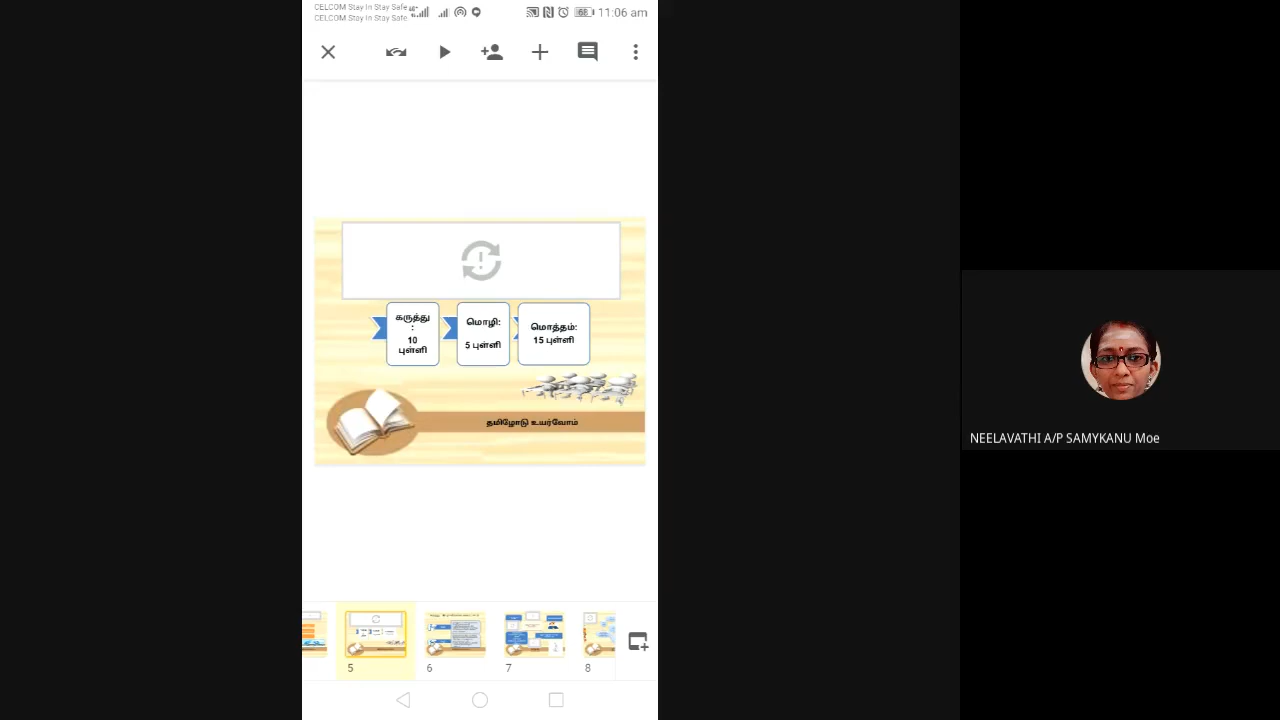 CELCOM Stay In Stay Safe
CELCOM Stay In Stay Safe
68
11:06 am
கருத்து
:
10
புள்ளி
மொழி:
5 புள்ளி
மொத்தம்:
15 புள்ளி
தமிழோடு உயர்வோம்
NEELAVATHI A/P SAMYKANU Moe
5
6
7
8